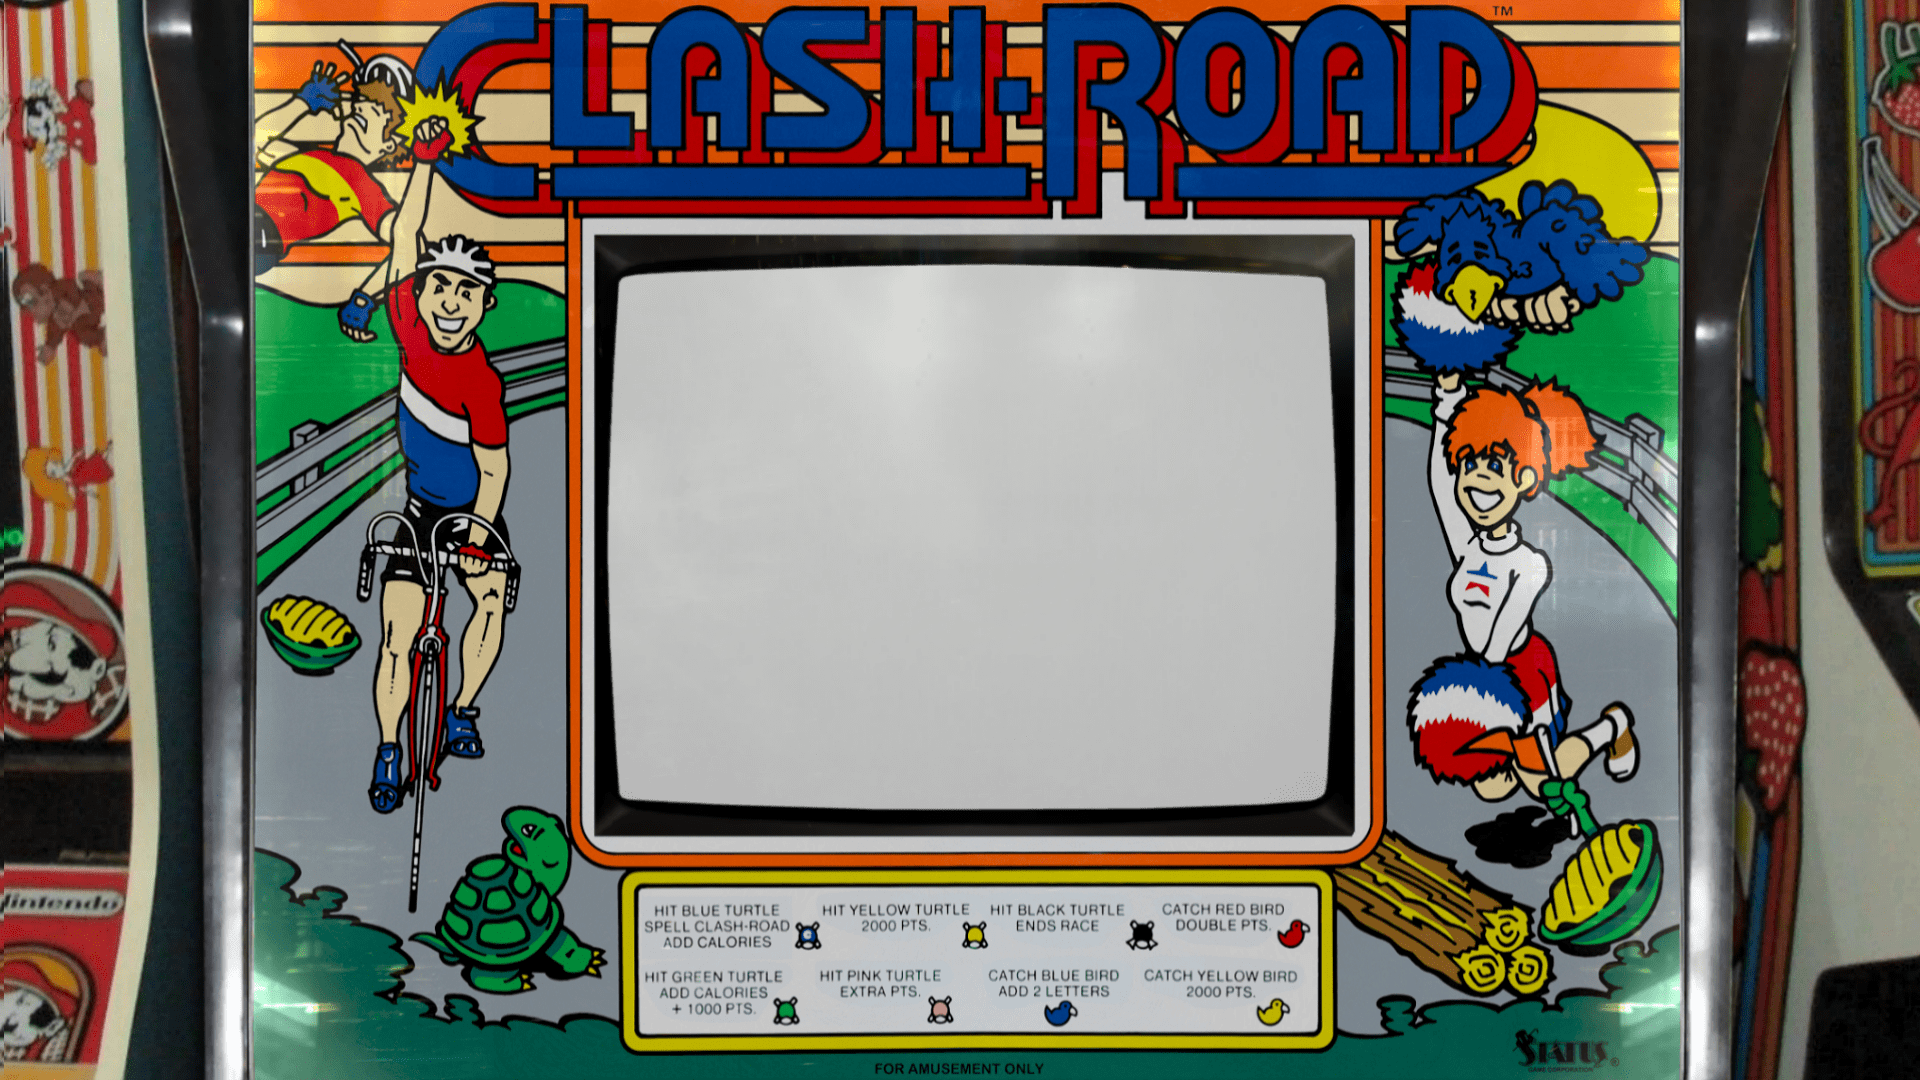 CLASH-ROAD
TM
HIT BLUE TURTLE
SPELL CLASH-ROAD
ADD CALORIES
HIT YELLOW TURTLE
2000 PTS.
HIT BLACK TURTLE
ENDS RACE
CATCH RED BIRD
DOUBLE PTS.
HIT GREEN TURTLE
ADD CALORIES
+ 1000 PTS.
HIT PINK TURTLE
EXTRA PTS.
CATCH BLUE BIRD
ADD 2 LETTERS
CATCH YELLOW BIRD
2000 PTS.
Nintendo
STATUS
GAME CORPORATION
FOR AMUSEMENT ONLY